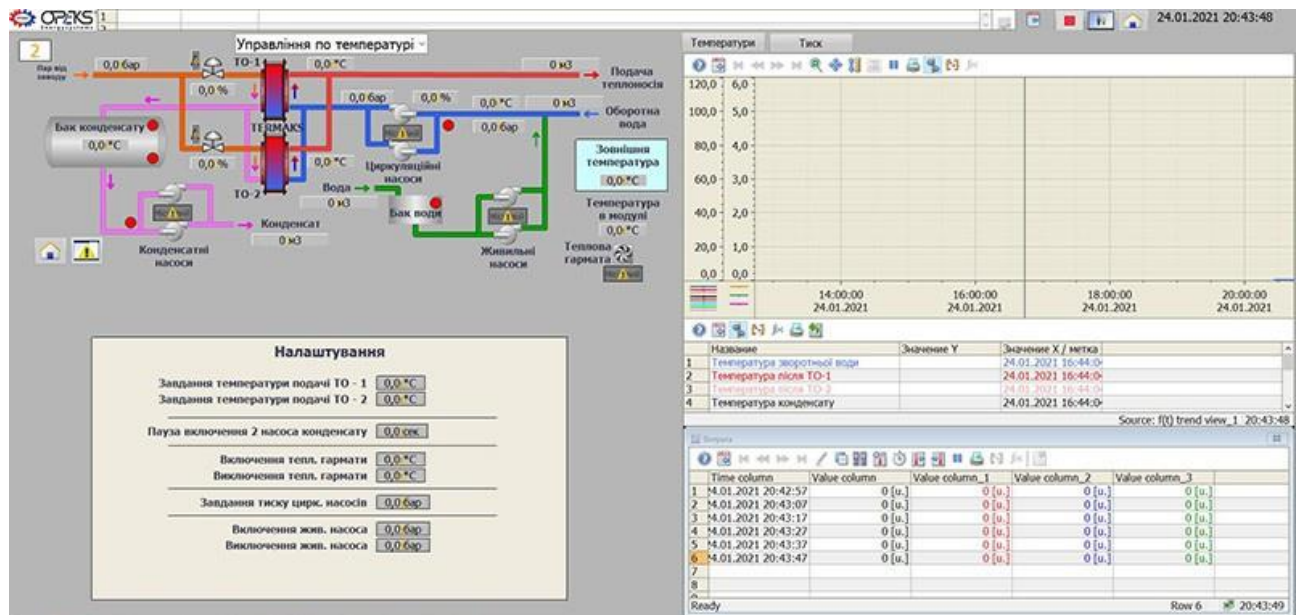 OPEKS
1
24.01.2021 20:43:48
2
Управління по температурі
Пар від
заводу
0,0 бар
ТО-1
0,0 °C
0 м3
Подача
теплоносія
0,0 %
0,0 бар
0,0 %
0,0 °C
0 м3
Оборотна
вода
0,0 бар
Бак конденсату
0,0 °C
TERMAKS
0,0 %
0,0 °C
Циркуляційні
насоси
Зовнішня
температура
0,0 °C
ТО-2
Вода
0 м3
Бак води
Температура
в модулі
0,0 °C
Конденсат
0 м3
Конденсатні
насоси
Живильні
насоси
Теплова
гармата
Налаштування
Завдання температури подачі ТО - 1 0,0 °C
Завдання температури подачі ТО - 2 0,0 °C
Пауза включення 2 насоса конденсату 0,0 сек
Включення тепл. гармати 0,0 °C
Виключення тепл. гармати 0,0 °C
Завдання тиску цирк. насосів 0,0 бар
Включення жив. насоса 0,0 бар
Виключення жив. насоса 0,0 бар
Температури Тиск
120,0 6,0
100,0 5,0
80,0 4,0
60,0 3,0
40,0 2,0
20,0 1,0
0,0 0,0
14:00:00 16:00:00 18:00:00 20:00:00
24.01.2021 24.01.2021 24.01.2021 24.01.2021
Название Значение Y Значение X / метка
1 Температура зворотньої води 24.01.2021 16:44:0
2 Температура після ТО-1 24.01.2021 16:44:0
3 Температура після ТО-2 24.01.2021 16:44:0
4 Температура конденсату 24.01.2021 16:44:0
Source: f(t) trend view_1 20:43:48
Time column Value column Value column_1 Value column_2 Value column_3
1 24.01.2021 20:42:57 0 [u.] 0 [u.] 0 [u.] 0 [u.]
2 24.01.2021 20:43:07 0 [u.] 0 [u.] 0 [u.] 0 [u.]
3 24.01.2021 20:43:17 0 [u.] 0 [u.] 0 [u.] 0 [u.]
4 24.01.2021 20:43:27 0 [u.] 0 [u.] 0 [u.] 0 [u.]
5 24.01.2021 20:43:37 0 [u.] 0 [u.] 0 [u.] 0 [u.]
6 24.01.2021 20:43:47 0 [u.] 0 [u.] 0 [u.] 0 [u.]
7
8
Ready Row 6 20:43:49